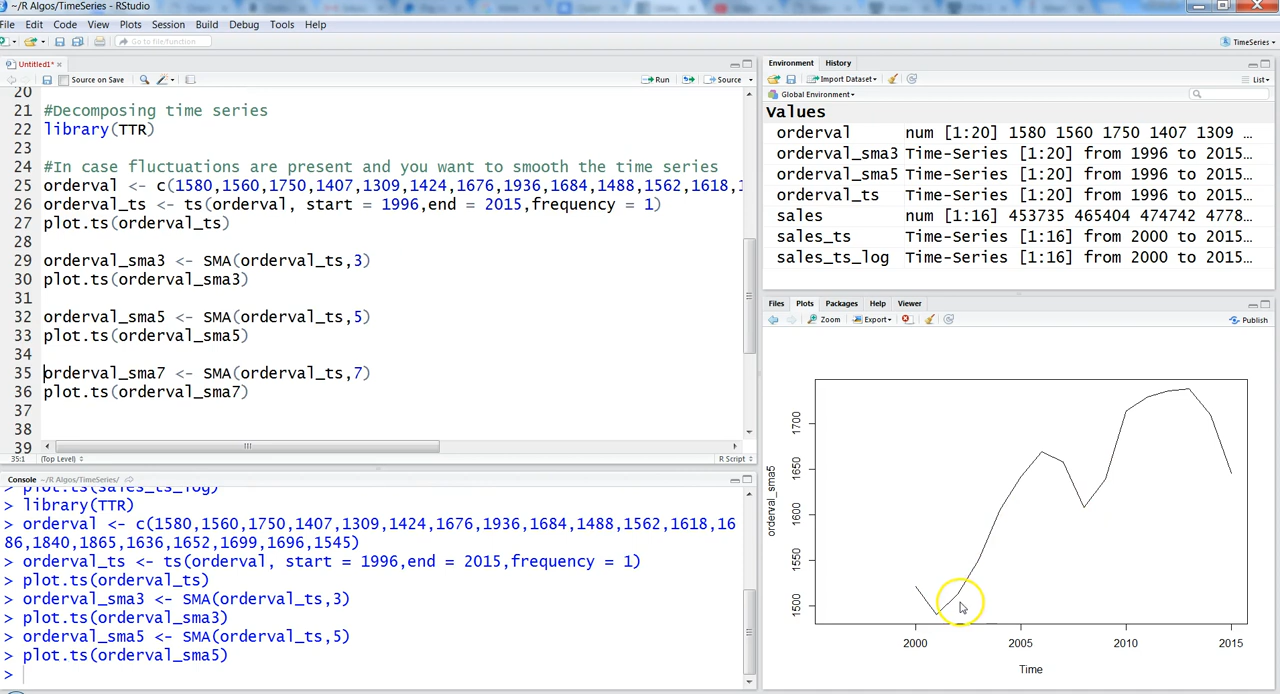 ~/R Algos/TimeSeries - RStudio
File Edit Code View Plots Session Build Debug Tools Help
Go to file/function
TimeSeries
Untitled1*
Source on Save
Run
Source
20
21 #Decomposing time series
22 library(TTR)
23
24 #In case fluctuations are present and you want to smooth the time series
25 orderval <- c(1580,1560,1750,1407,1309,1424,1676,1936,1684,1488,1562,1618,1
26 orderval_ts <- ts(orderval, start = 1996,end = 2015,frequency = 1)
27 plot.ts(orderval_ts)
28
29 orderval_sma3 <- SMA(orderval_ts,3)
30 plot.ts(orderval_sma3)
31
32 orderval_sma5 <- SMA(orderval_ts,5)
33 plot.ts(orderval_sma5)
34
35 orderval_sma7 <- SMA(orderval_ts,7)
36 plot.ts(orderval_sma7)
37
38
39
35:1 (Top Level) R Script
Console ~/R Algos/TimeSeries/
> plot.ts(sales_ts_log)
> library(TTR)
> orderval <- c(1580,1560,1750,1407,1309,1424,1676,1936,1684,1488,1562,1618,16
86,1840,1865,1636,1652,1699,1696,1545)
> orderval_ts <- ts(orderval, start = 1996,end = 2015,frequency = 1)
> plot.ts(orderval_ts)
> orderval_sma3 <- SMA(orderval_ts,3)
> plot.ts(orderval_sma3)
> orderval_sma5 <- SMA(orderval_ts,5)
> plot.ts(orderval_sma5)
>
Environment History
Import Dataset
List
Global Environment
Values
orderval num [1:20] 1580 1560 1750 1407 1309 ...
orderval_sma3 Time-Series [1:20] from 1996 to 2015...
orderval_sma5 Time-Series [1:20] from 1996 to 2015...
orderval_ts Time-Series [1:20] from 1996 to 2015...
sales num [1:16] 453735 465404 474742 4778...
sales_ts Time-Series [1:16] from 2000 to 2015...
sales_ts_log Time-Series [1:16] from 2000 to 2015...
Files Plots Packages Help Viewer
Zoom Export Publish
orderval_sma5
1700
1650
1600
1550
1500
2000 2005 2010 2015
Time